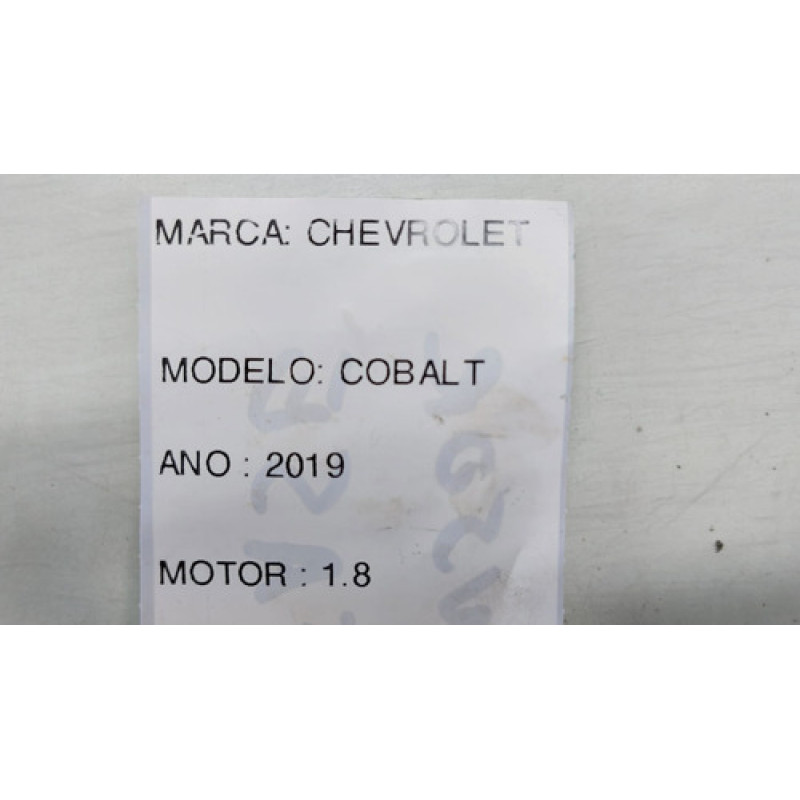 MARCA: CHEVROLET
MODELO: COBALT
ANO : 2019
MOTOR : 1.8